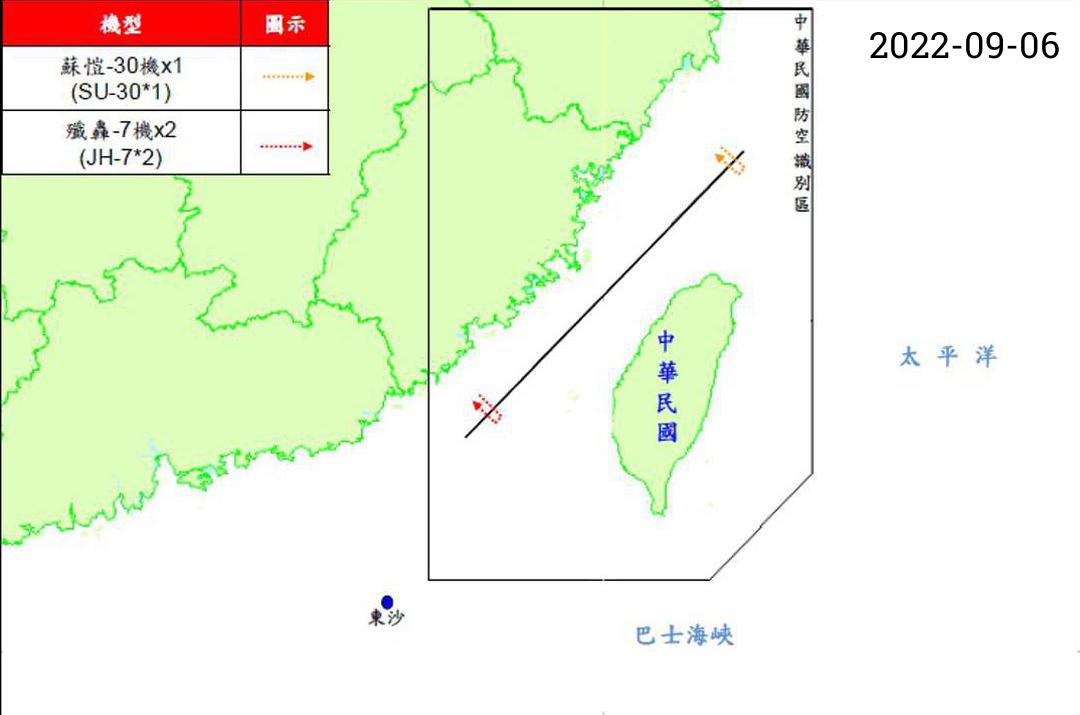 機型 圖示
蘇愷-30機x1
(SU-30*1)
殲轟-7機x2
(JH-7*2)
2022-09-06
中華民國防空識別區
中華民國
太平洋
東沙
巴士海峽